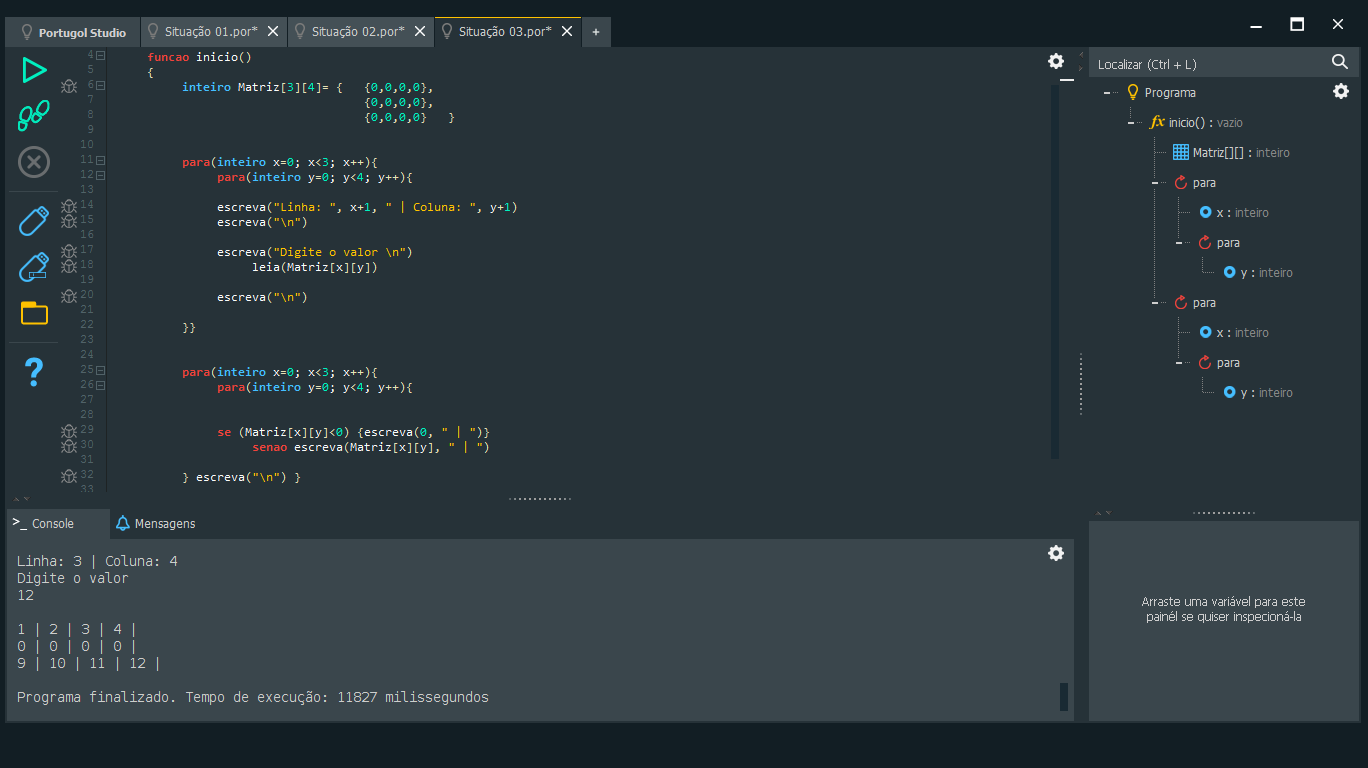 Portugol Studio
Situação 01.por*
Situação 02.por*
Situação 03.por*
+
4 funcao inicio()
5 {
6 inteiro Matriz[3][4]= { {0,0,0,0},
7 {0,0,0,0},
8 {0,0,0,0} }
9
10
11 para(inteiro x=0; x<3; x++){
12 para(inteiro y=0; y<4; y++){
13
14 escreva("Linha: ", x+1, " | Coluna: ", y+1)
15 escreva("\n")
16
17 escreva("Digite o valor \n")
18 leia(Matriz[x][y])
19
20 escreva("\n")
21
22 }}
23
24
25 para(inteiro x=0; x<3; x++){
26 para(inteiro y=0; y<4; y++){
27
28
29 se (Matriz[x][y]<0) {escreva(0, " | ")}
30 senao escreva(Matriz[x][y], " | ")
31
32 } escreva("\n") }
33
Localizar (Ctrl + L)
Programa
fx inicio() : vazio
Matriz[][] : inteiro
para
x : inteiro
para
y : inteiro
para
x : inteiro
para
y : inteiro
>_ Console
Mensagens
Linha: 3 | Coluna: 4
Digite o valor
12
1 | 2 | 3 | 4 |
0 | 0 | 0 | 0 |
9 | 10 | 11 | 12 |
Programa finalizado. Tempo de execução: 11827 milissegundos
Arraste uma variável para este
painél se quiser inspecioná-la